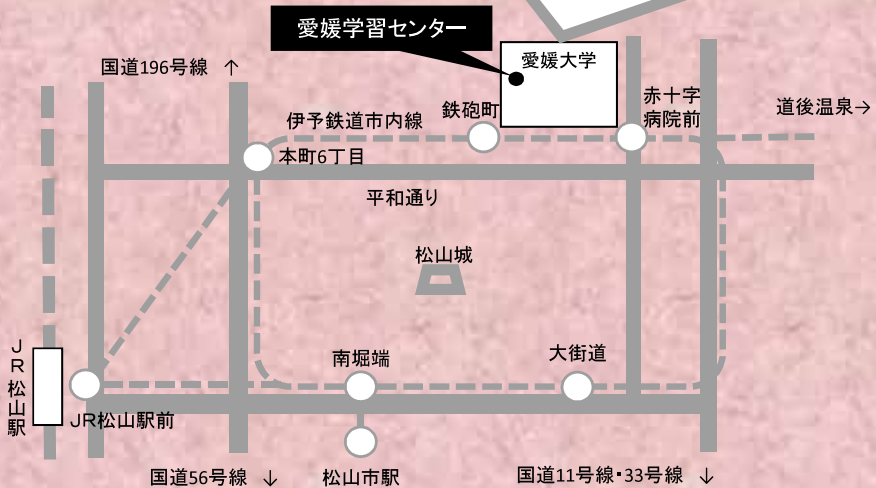 愛媛学習センター
愛媛大学
国道196号線 ↑
鉄砲町
赤十字
病院前
道後温泉→
伊予鉄道市内線
本町6丁目
平和通り
松山城
JR松山駅
南堀端
大街道
JR松山駅前
国道56号線 ↓
松山市駅
国道11号線・33号線 ↓